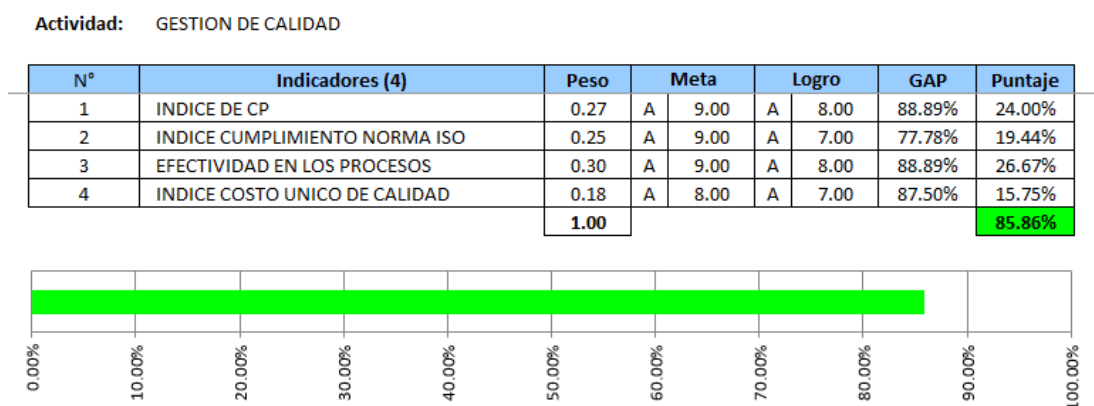 Actividad: GESTION DE CALIDAD
N° Indicadores (4) Peso Meta Logro GAP Puntaje
1 INDICE DE CP 0.27 A 9.00 A 8.00 88.89% 24.00%
2 INDICE CUMPLIMIENTO NORMA ISO 0.25 A 9.00 A 7.00 77.78% 19.44%
3 EFECTIVIDAD EN LOS PROCESOS 0.30 A 9.00 A 8.00 88.89% 26.67%
4 INDICE COSTO UNICO DE CALIDAD 0.18 A 8.00 A 7.00 87.50% 15.75%
1.00 85.86%
0.00% 10.00% 20.00% 30.00% 40.00% 50.00% 60.00% 70.00% 80.00% 90.00% 100.00%